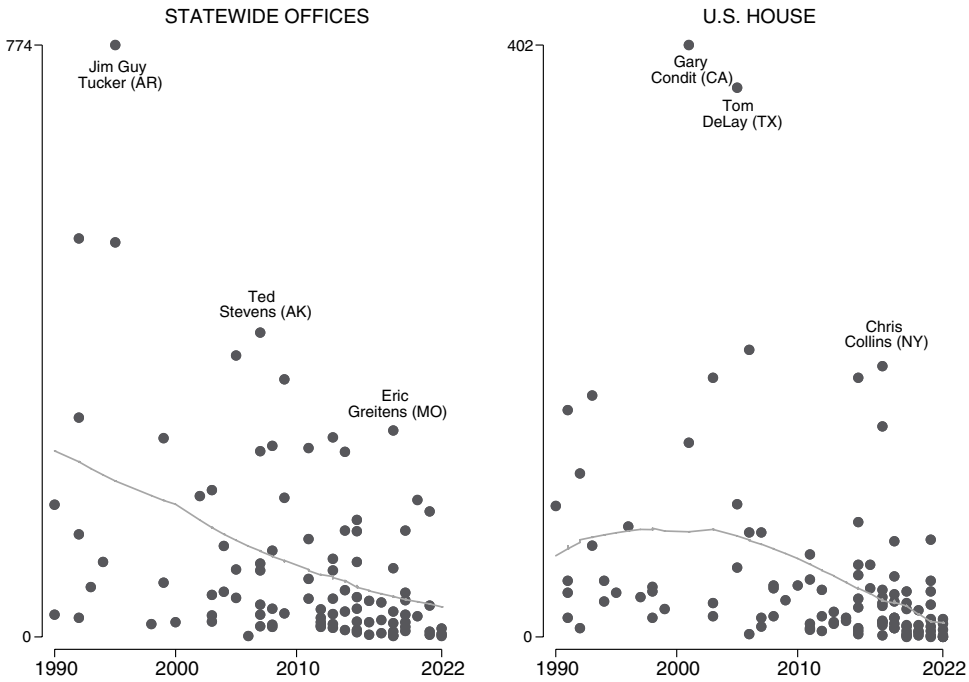 STATEWIDE OFFICES
774
Jim Guy
Tucker (AR)
Ted
Stevens (AK)
Eric
Greitens (MO)
0
1990
2000
2010
2022
U.S. HOUSE
402
Gary
Condit (CA)
Tom
DeLay (TX)
Chris
Collins (NY)
0
1990
2000
2010
2022